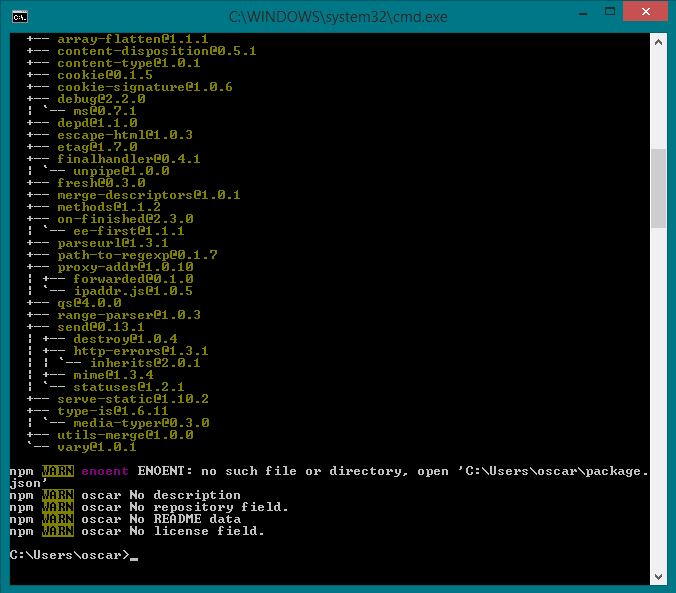 C:\WINDOWS\system32\cmd.exe
+-- array-flatten@1.1.1
+-- content-disposition@0.5.1
+-- content-type@1.0.1
+-- cookie@0.1.5
+-- cookie-signature@1.0.6
+-- debug@2.2.0
¦ `-- ms@0.7.1
+-- depd@1.1.0
+-- escape-html@1.0.3
+-- etag@1.7.0
+-- finalhandler@0.4.1
¦ `-- unpipe@1.0.0
+-- fresh@0.3.0
+-- merge-descriptors@1.0.1
+-- methods@1.1.2
+-- on-finished@2.3.0
¦ `-- ee-first@1.1.1
+-- parseurl@1.3.1
+-- path-to-regexp@0.1.7
+-- proxy-addr@1.0.10
¦ +-- forwarded@0.1.0
¦ `-- ipaddr.js@1.0.5
+-- qs@4.0.0
+-- range-parser@1.0.3
+-- send@0.13.1
¦ +-- destroy@1.0.4
¦ +-- http-errors@1.3.1
¦ ¦ `-- inherits@2.0.1
¦ +-- mime@1.3.4
¦ `-- statuses@1.2.1
+-- serve-static@1.10.2
+-- type-is@1.6.11
¦ `-- media-typer@0.3.0
+-- utils-merge@1.0.0
`-- vary@1.0.1
npm WARN enoent ENOENT: no such file or directory, open 'C:\Users\oscar\package.
json'
npm WARN oscar No description
npm WARN oscar No repository field.
npm WARN oscar No README data
npm WARN oscar No license field.
C:\Users\oscar>_